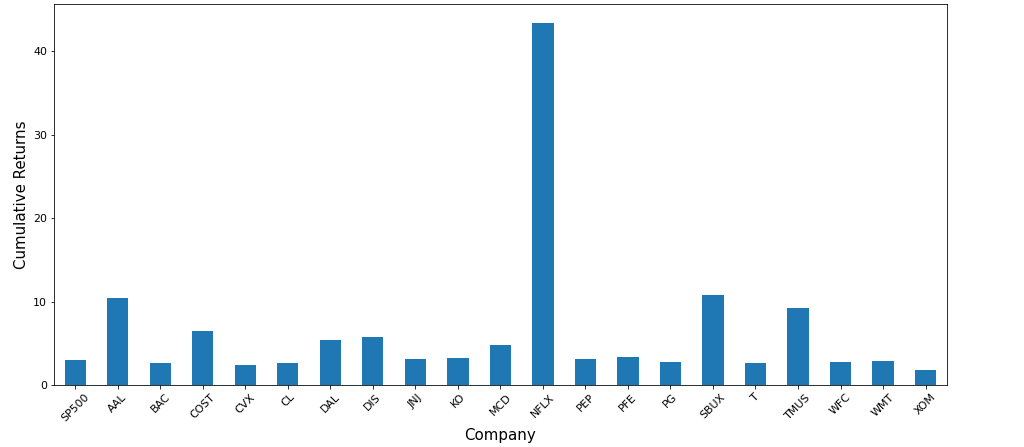 Cumulative Returns
40
30
20
10
0
SP500 AAL BAC COST CVX CL DAL DIS JNJ KO MCD NFLX PEP PFE PG SBUX T TMUS WFC WMT XOM
Company